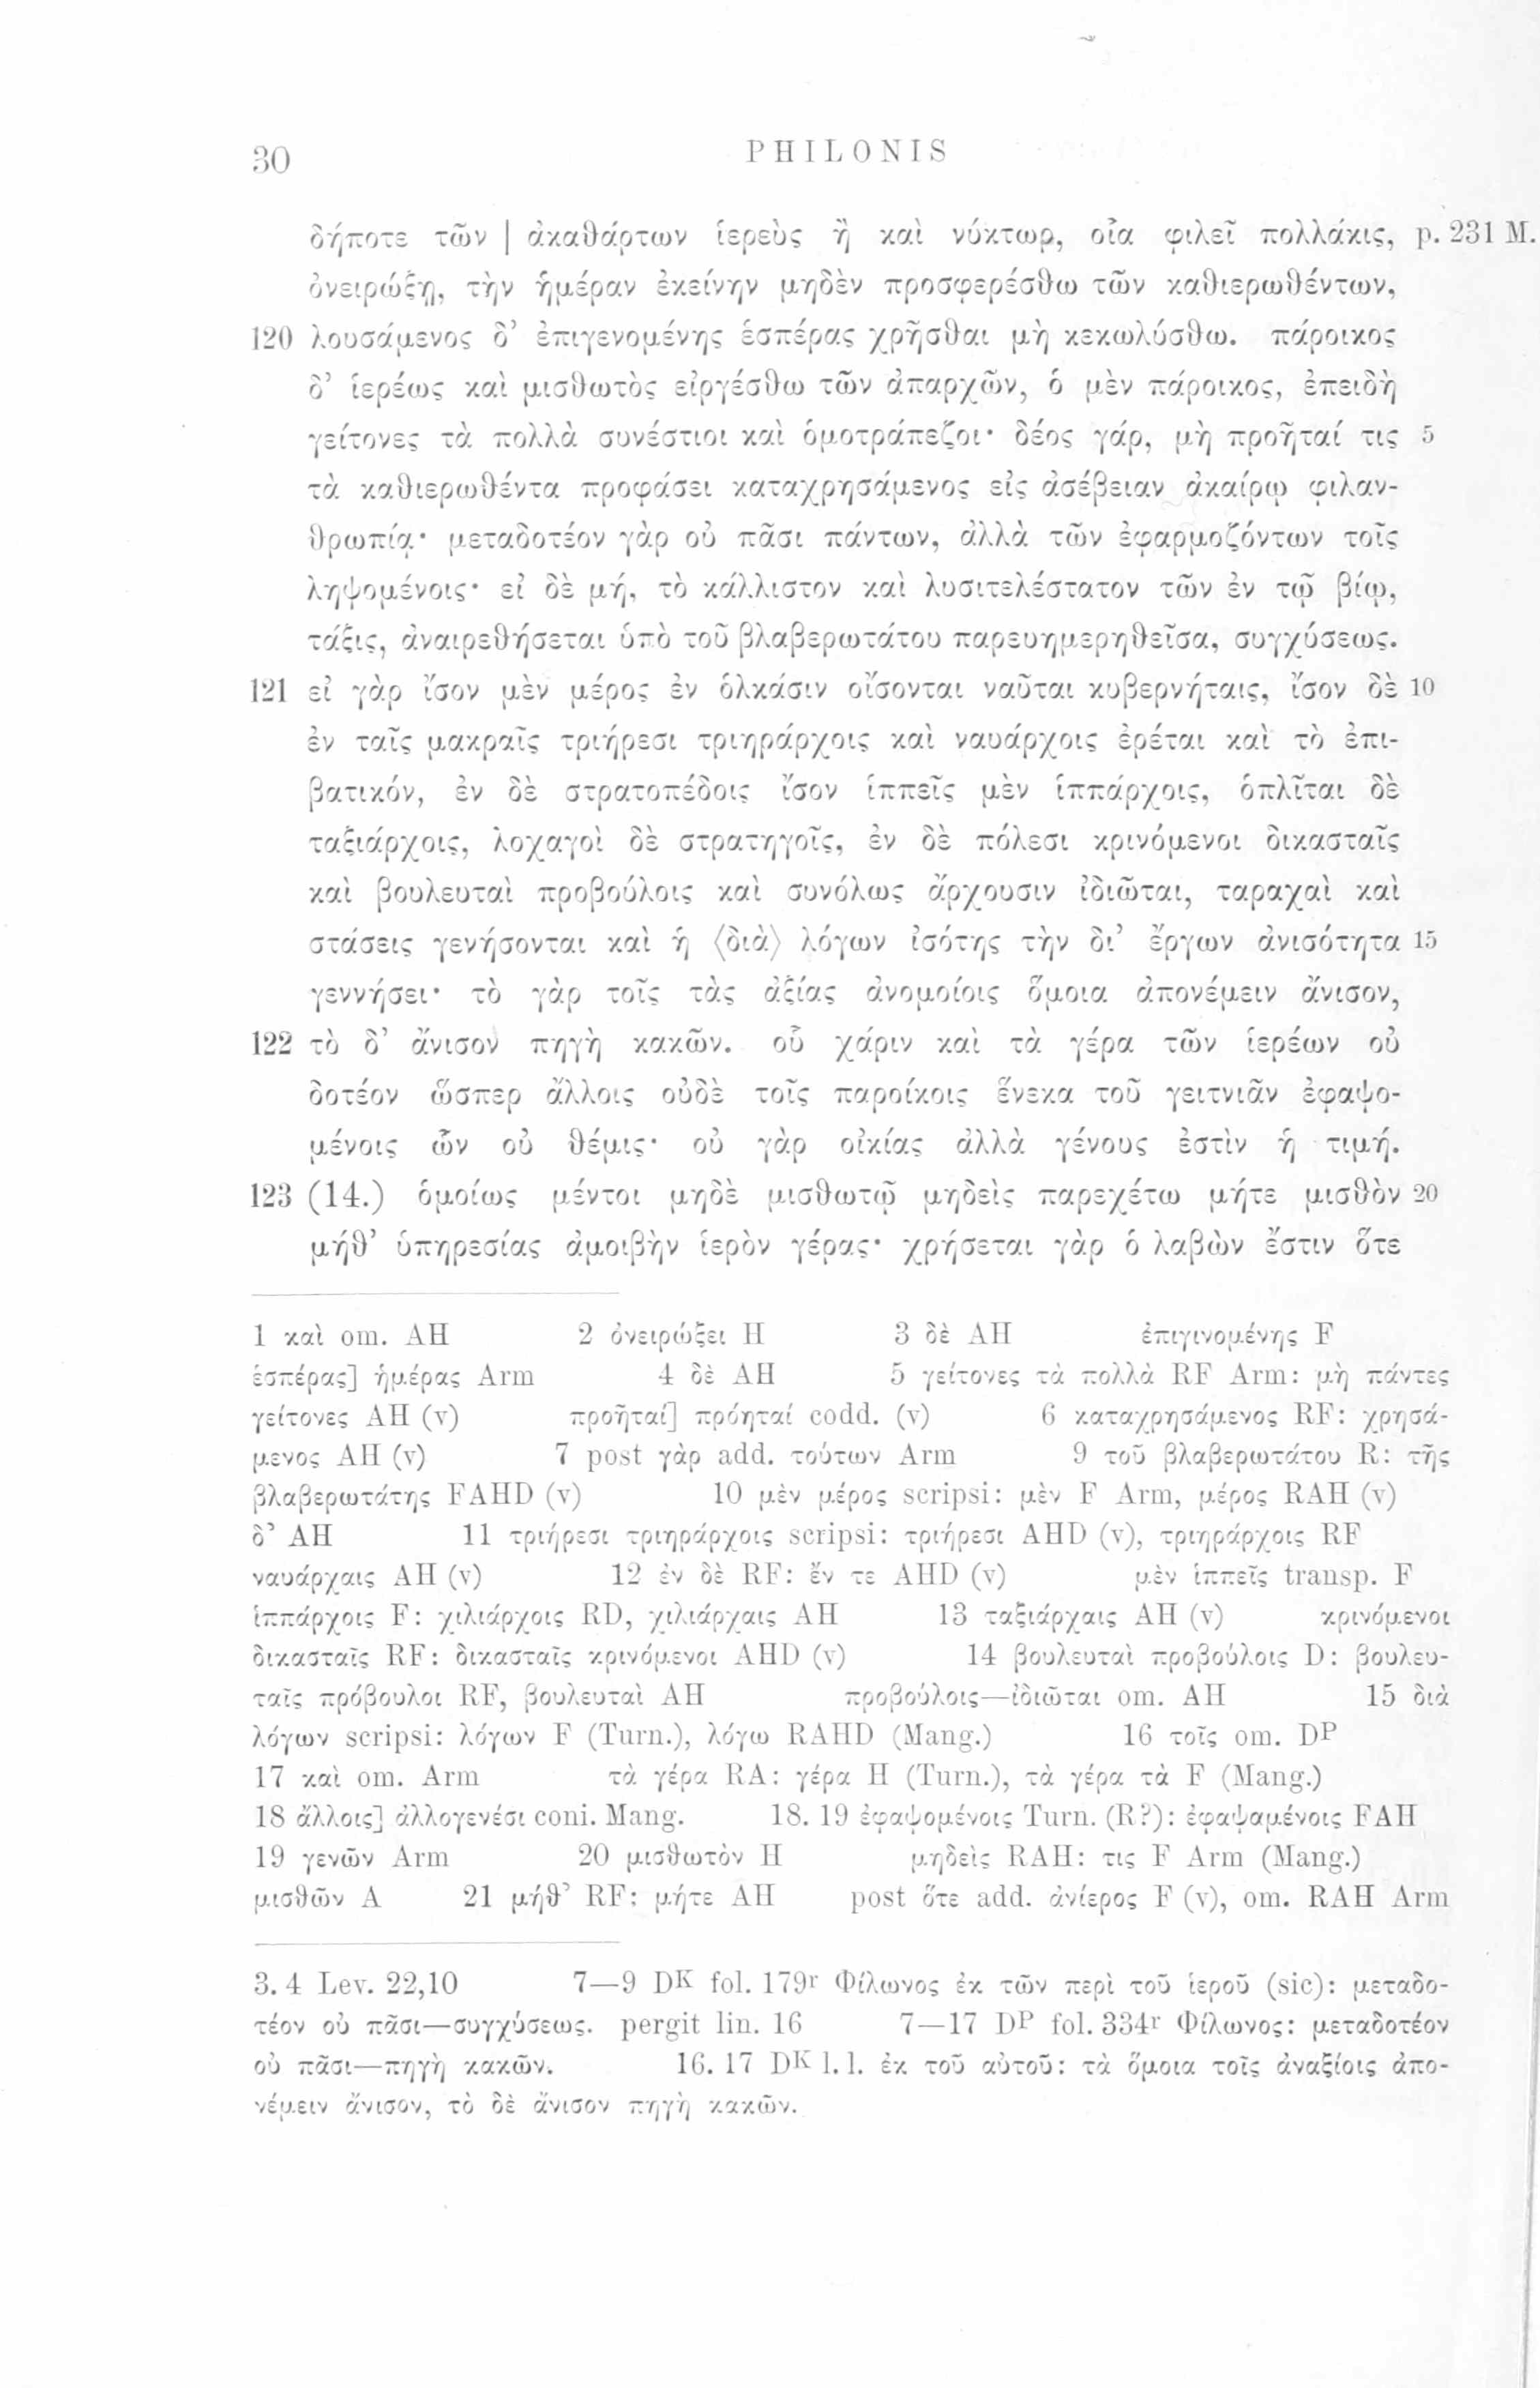 30 PHILONIS
δήποτε τῶν | ἀκαθάρτων ἱερεὺς ἢ καὶ νύκτωρ, οἷα φιλεῖ πολλάκις, p. 231 M.
ὀνειρώξῃ, τὴν ἡμέραν ἐκείνην μηδὲν προσφερέσθω τῶν καθιερωθέντων,
120 λουσάμενος δ’ ἐπιγενομένης ἑσπέρας χρῆσθαι μὴ κεκωλύσθω. πάροικος
δ’ ἱερέως καὶ μισθωτὸς εἰργέσθω τῶν ἀπαρχῶν, ὁ μὲν πάροικος, ἐπειδὴ
γείτονες τὰ πολλὰ συνέστιοι καὶ ὁμοτράπεζοι· δέος γάρ, μὴ προῆταί τις 5
τὰ καθιερωθέντα προφάσει καταχρησάμενος εἰς ἀσέβειαν ἀκαίρῳ φιλαν-
θρωπίᾳ· μεταδοτέον γὰρ οὐ πᾶσι πάντων, ἀλλὰ τῶν ἐφαρμοζόντων τοῖς
ληψομένοις· εἰ δὲ μή, τὸ κάλλιστον καὶ λυσιτελέστατον τῶν ἐν τῷ βίῳ,
τάξις, ἀναιρεθήσεται ὑπὸ τοῦ βλαβερωτάτου παρευημερηθεῖσα, συγχύσεως.
121 εἰ γὰρ ἴσον μὲν μέρος ἐν ὁλκάσιν οἴσονται ναῦται κυβερνήταις, ἴσον δὲ 10
ἐν ταῖς μακραῖς τριήρεσι τριηράρχοις καὶ ναυάρχοις ἐρέται καὶ τὸ ἐπι-
βατικόν, ἐν δὲ στρατοπέδοις ἴσον ἱππεῖς μὲν ἱππάρχοις, ὁπλῖται δὲ
ταξιάρχοις, λοχαγοὶ δὲ στρατηγοῖς, ἐν δὲ πόλεσι κρινόμενοι δικασταῖς
καὶ βουλευταὶ προβούλοις καὶ συνόλως ἄρχουσιν ἰδιῶται, ταραχαὶ καὶ
στάσεις γενήσονται καὶ ἡ ⟨διὰ⟩ λόγων ἰσότης τὴν δι’ ἔργων ἀνισότητα 15
γεννήσει· τὸ γὰρ τοῖς τὰς ἀξίας ἀνομοίοις ὅμοια ἀπονέμειν ἄνισον,
122 τὸ δ’ ἄνισον πηγὴ κακῶν. οὗ χάριν καὶ τὰ γέρα τῶν ἱερέων οὐ
δοτέον ὥσπερ ἄλλοις οὐδὲ τοῖς παροίκοις ἕνεκα τοῦ γειτνιᾶν ἐφαψο-
μένοις ὧν οὐ θέμις· οὐ γὰρ οἰκίας ἀλλὰ γένους ἐστὶν ἡ τιμή.
123 (14.) ὁμοίως μέντοι μηδὲ μισθωτῷ μηδεὶς παρεχέτω μήτε μισθὸν 20
μήθ’ ὑπηρεσίας ἀμοιβὴν ἱερὸν γέρας· χρήσεται γὰρ ὁ λαβὼν ἔστιν ὅτε
1 καὶ om. AH 2 ὀνειρώξει H 3 δὲ AH ἐπιγινομένης F
ἑσπέρας] ἡμέρας Arm 4 δὲ AH 5 γείτονες τὰ πολλὰ RF Arm: μὴ πάντες
γείτονες AH (v) προῆταί] πρόηταί codd. (v) 6 καταχρησάμενος RF: χρησά-
μενος AH (v) 7 post γὰρ add. τούτων Arm 9 τοῦ βλαβερωτάτου R: τῆς
βλαβερωτάτης FAHD (v) 10 μὲν μέρος scripsi: μὲν F Arm, μέρος RAH (v)
δ’ AH 11 τριήρεσι τριηράρχοις scripsi: τριήρεσι AHD (v), τριηράρχοις RF
ναυάρχαις AH (v) 12 ἐν δὲ RF: ἔν τε AHD (v) μὲν ἱππεῖς transp. F
ἱππάρχοις F: χιλιάρχοις RD, χιλιάρχαις AH 13 ταξιάρχαις AH (v) κρινόμενοι
δικασταῖς RF: δικασταῖς κρινόμενοι AHD (v) 14 βουλευταὶ προβούλοις D: βουλευ-
ταῖς πρόβουλοι RF, βουλευταὶ AH προβούλοις—ἰδιῶται om. AH 15 διὰ
λόγων scripsi: λόγων F (Turn.), λόγω RAHD (Mang.) 16 τοῖς om. DP
17 καὶ om. Arm τὰ γέρα RA: γέρα H (Turn.), τὰ γέρα τὰ F (Mang.)
18 ἄλλοις] ἀλλογενέσι coni. Mang. 18. 19 ἐφαψομένοις Turn. (R?): ἐφαψαμένοις FAH
19 γενῶν Arm 20 μισθωτὸν H μηδεὶς RAH: τις F Arm (Mang.)
μισθῶν A 21 μήθ’ RF: μήτε AH post ὅτε add. ἀνίερος F (v), om. RAH Arm
3. 4 Lev. 22,10 7—9 DK fol. 179r Φίλωνος ἐκ τῶν περὶ τοῦ ἱεροῦ (sic): μεταδο-
τέον οὐ πᾶσι—συγχύσεως. pergit lin. 16 7—17 DP fol. 334r Φίλωνος: μεταδοτέον
οὐ πᾶσι—πηγὴ κακῶν. 16. 17 DK l. l. ἐκ τοῦ αὐτοῦ: τὰ ὅμοια τοῖς ἀναξίοις ἀπο-
νέμειν ἄνισον, τὸ δὲ ἄνισον πηγὴ κακῶν.